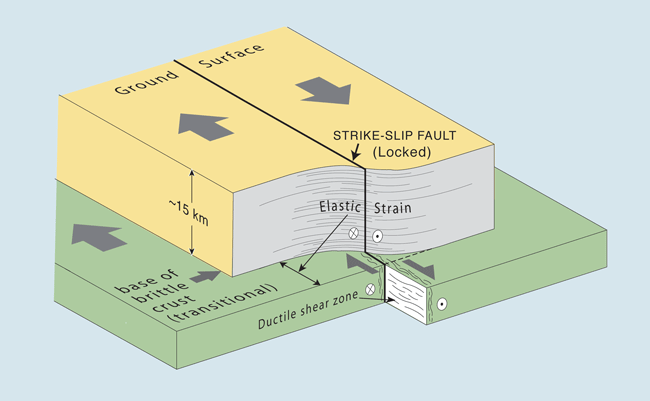 Ground Surface
STRIKE-SLIP FAULT
(Locked)
~15 km
Elastic Strain
base of
brittle
crust
(transitional)
Ductile shear zone